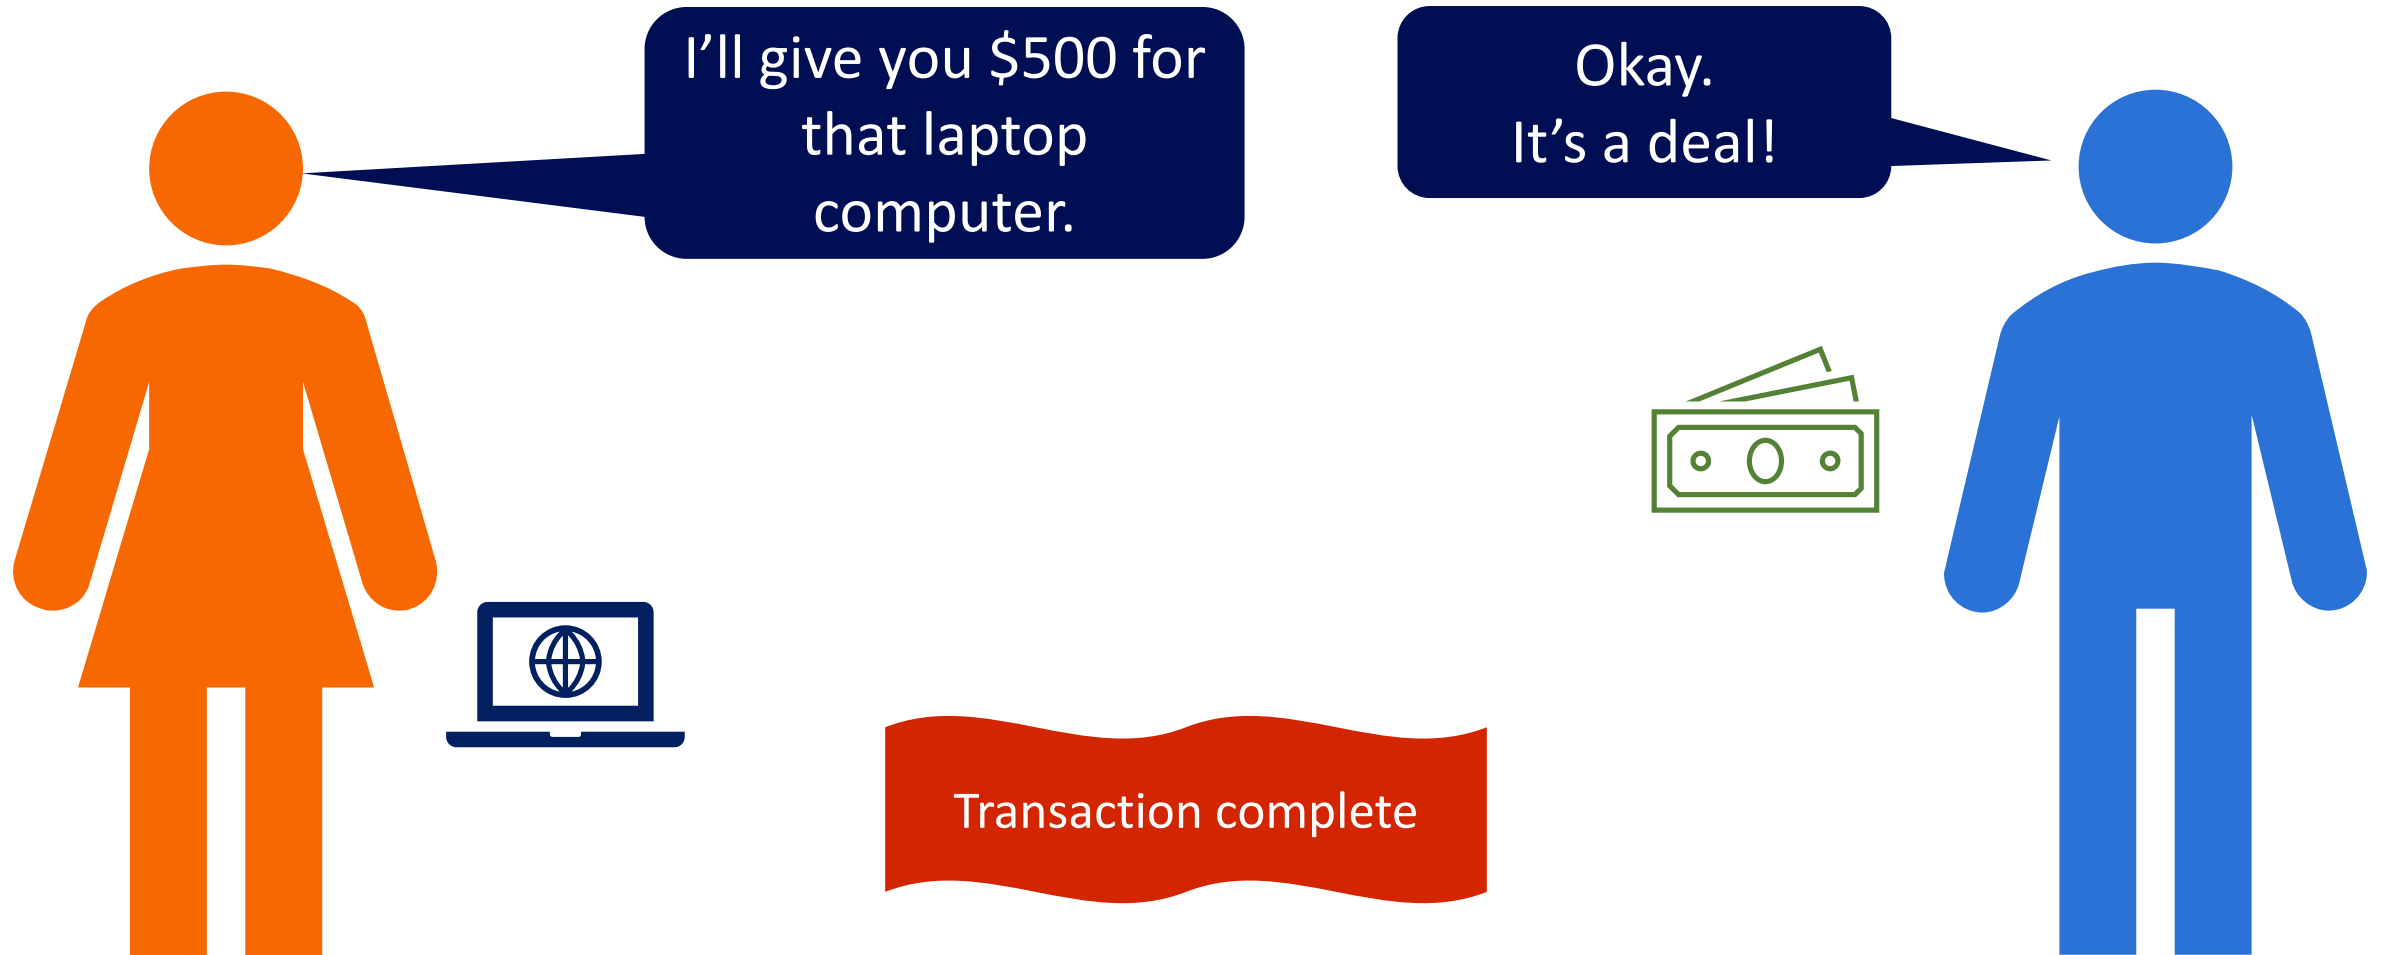 I’ll give you $500 for
that laptop
computer.
Okay.
It’s a deal!
Transaction complete